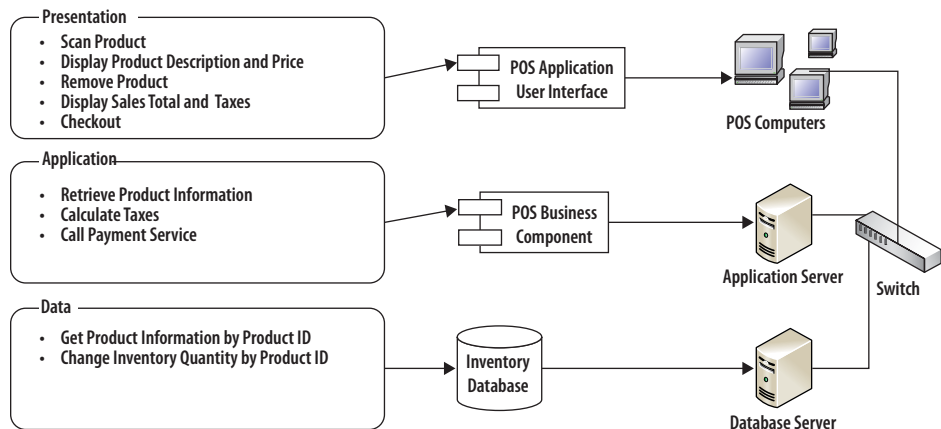 Presentation
• Scan Product
• Display Product Description and Price
• Remove Product
• Display Sales Total and Taxes
• Checkout
POS Application
User Interface
POS Computers
Application
• Retrieve Product Information
• Calculate Taxes
• Call Payment Service
POS Business
Component
Application Server
Switch
Data
• Get Product Information by Product ID
• Change Inventory Quantity by Product ID
Inventory
Database
Database Server